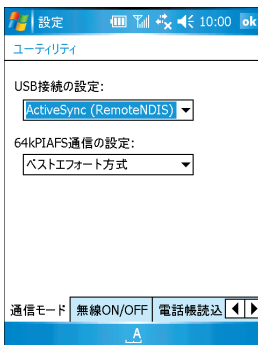 設定 10:00 ok
ユーティリティ
USB接続の設定:
ActiveSync (RemoteNDIS)
64kPIAFS通信の設定:
ベストエフォート方式
通信モード 無線ON/OFF 電話帳読込
A